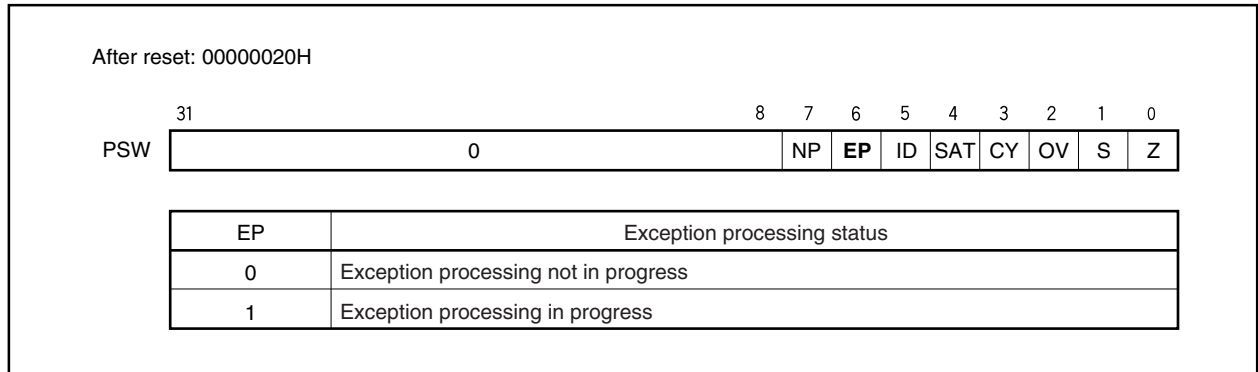 After reset: 00000020H
31 8 7 6 5 4 3 2 1 0
PSW 0 NP EP ID SAT CY OV S Z
EP Exception processing status
0 Exception processing not in progress
1 Exception processing in progress